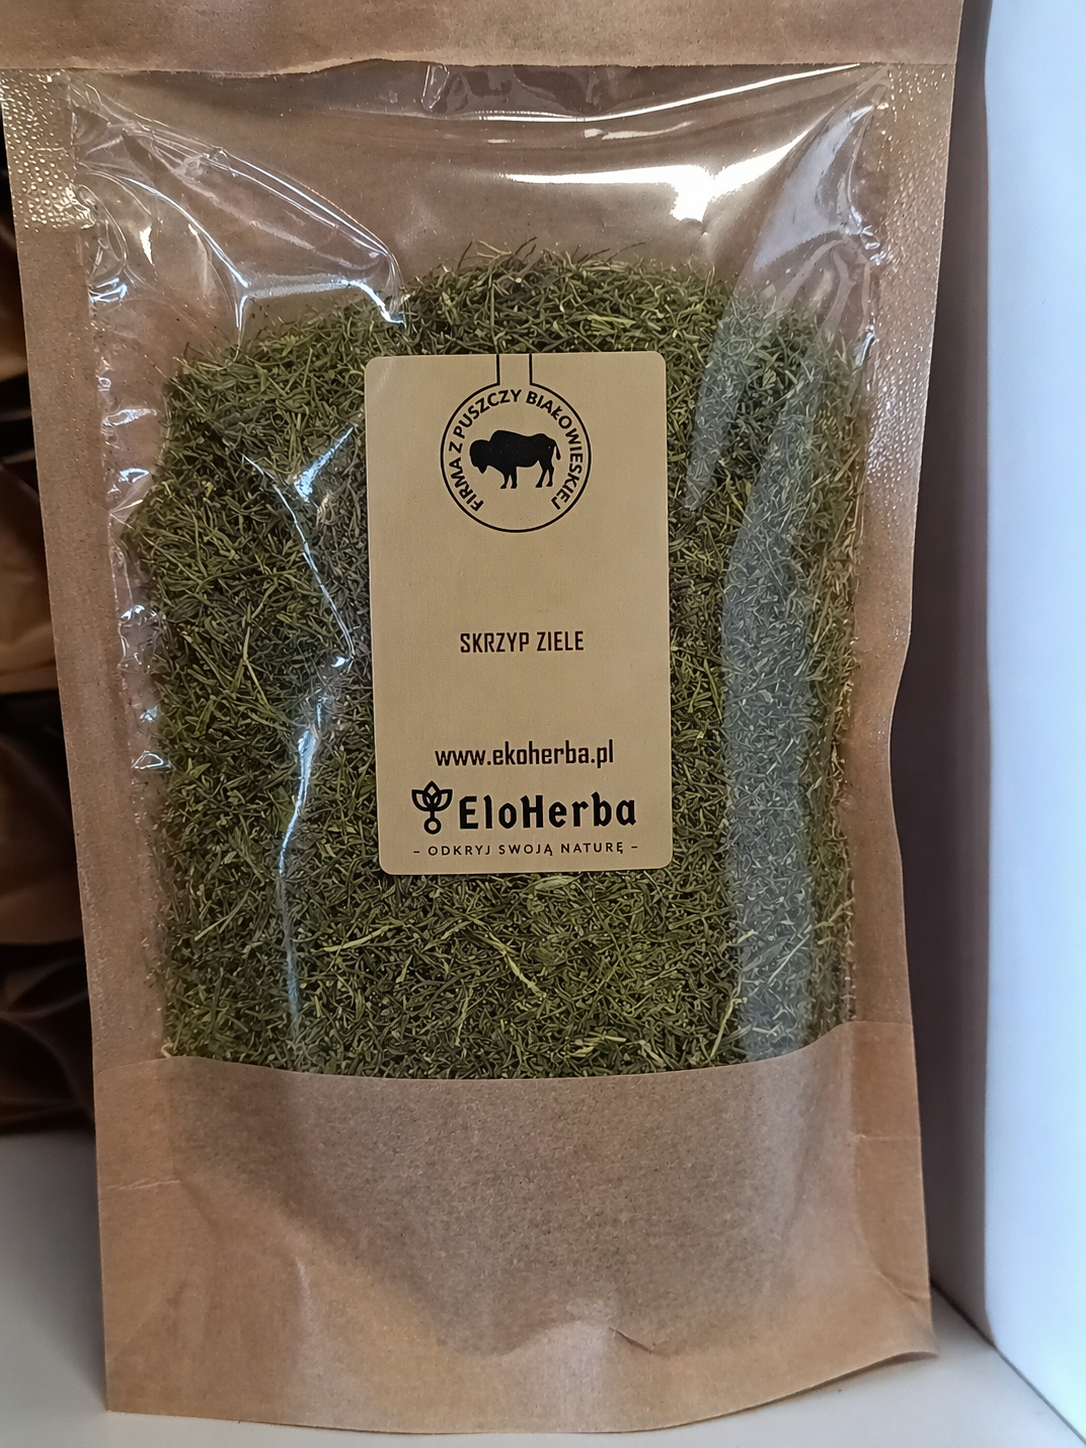 FIRMA Z PUSZCZY BIAŁOWIESKIEJ
SKRZYP ZIELE
www.ekoherba.pl
EloHerba
- ODKRYJ SWOJĄ NATURĘ -